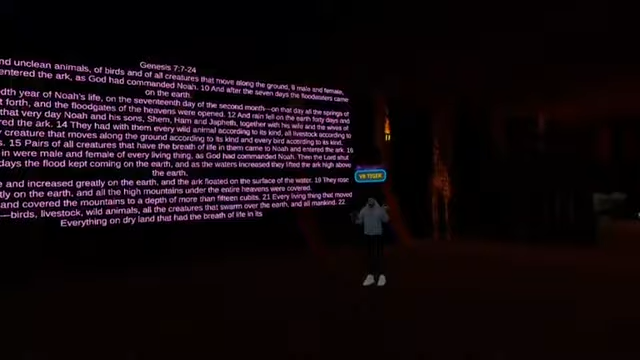 Genesis 7:7-24
nd unclean animals, of birds and of all creatures that move along the ground, 9 male and female,
entered the ark, as God had commanded Noah. 10 And after the seven days the floodwaters came
on the earth.
edth year of Noah's life, on the seventeenth day of the second month—on that day all the springs of
t forth, and the floodgates of the heavens were opened. 12 And rain fell on the earth forty days and
that very day Noah and his sons, Shem, Ham and Japheth, together with his wife and the wives of
red the ark. 14 They had with them every wild animal according to its kind, all livestock according to
y creature that moves along the ground according to its kind and every bird according to its kind.
s. 15 Pairs of all creatures that have the breath of life in them came to Noah and entered the ark. 16
in were male and female of every living thing, as God had commanded Noah. Then the Lord shut
days the flood kept coming on the earth, and as the waters increased they lifted the ark high above
the earth.
e and increased greatly on the earth, and the ark floated on the surface of the water. 19 They rose
tly on the earth, and all the high mountains under the entire heavens were covered.
and covered the mountains to a depth of more than fifteen cubits. 21 Every living thing that moved
—birds, livestock, wild animals, all the creatures that swarm over the earth, and all mankind. 22
Everything on dry land that had the breath of life in its